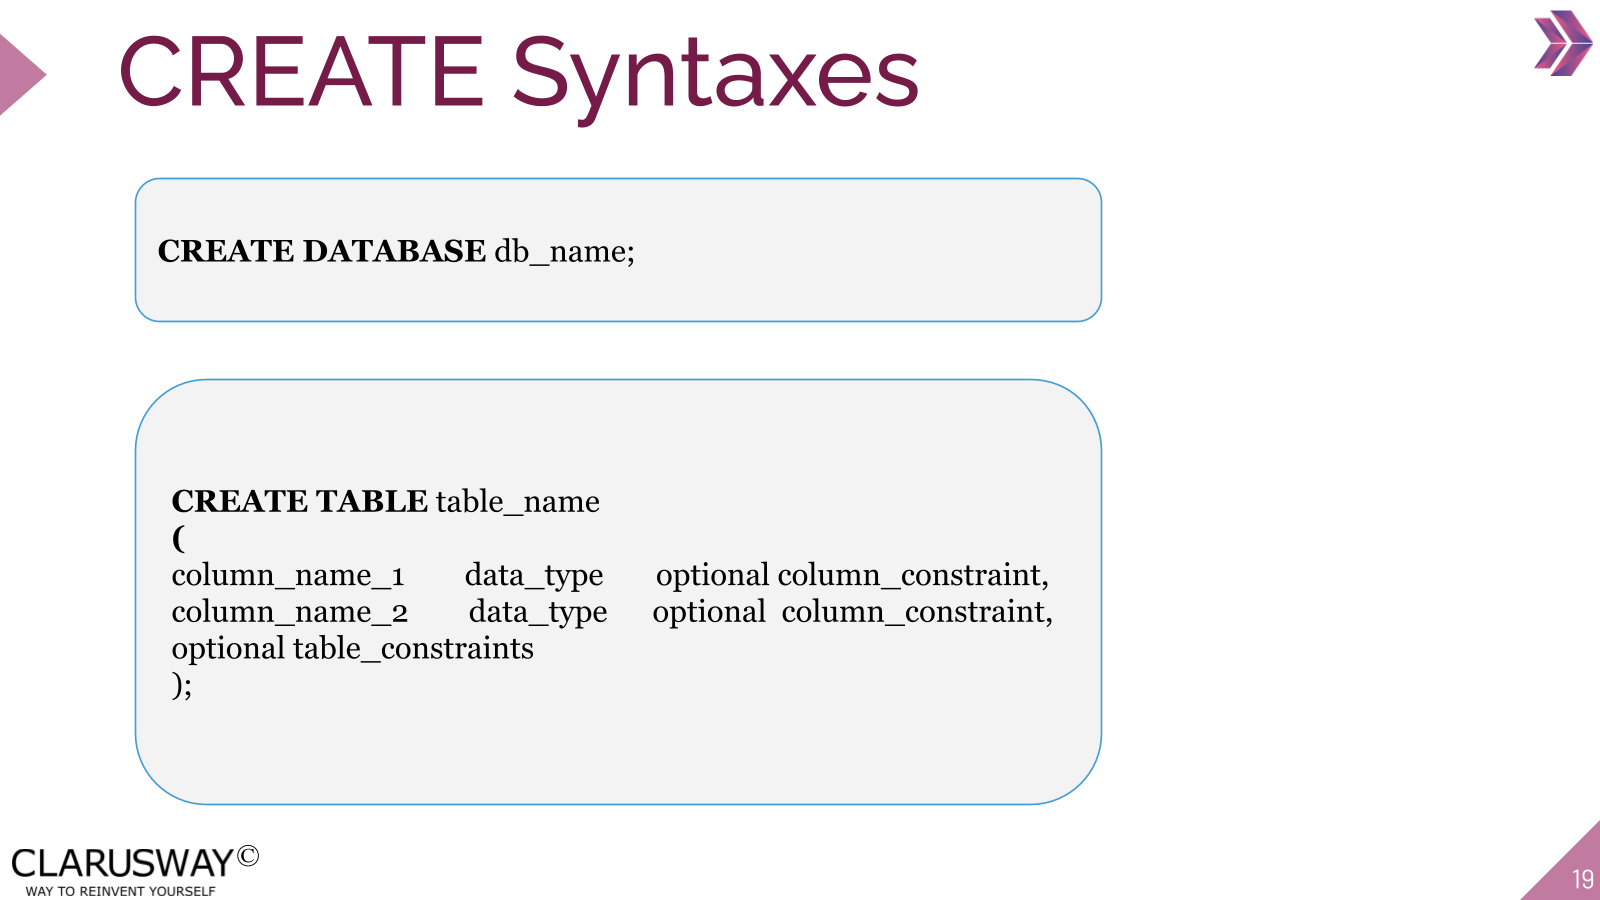 CREATE Syntaxes
CREATE DATABASE db_name;
CREATE TABLE table_name
(
column_name_1 data_type optional column_constraint,
column_name_2 data_type optional column_constraint,
optional table_constraints
);
CLARUSWAY©
WAY TO REINVENT YOURSELF
19